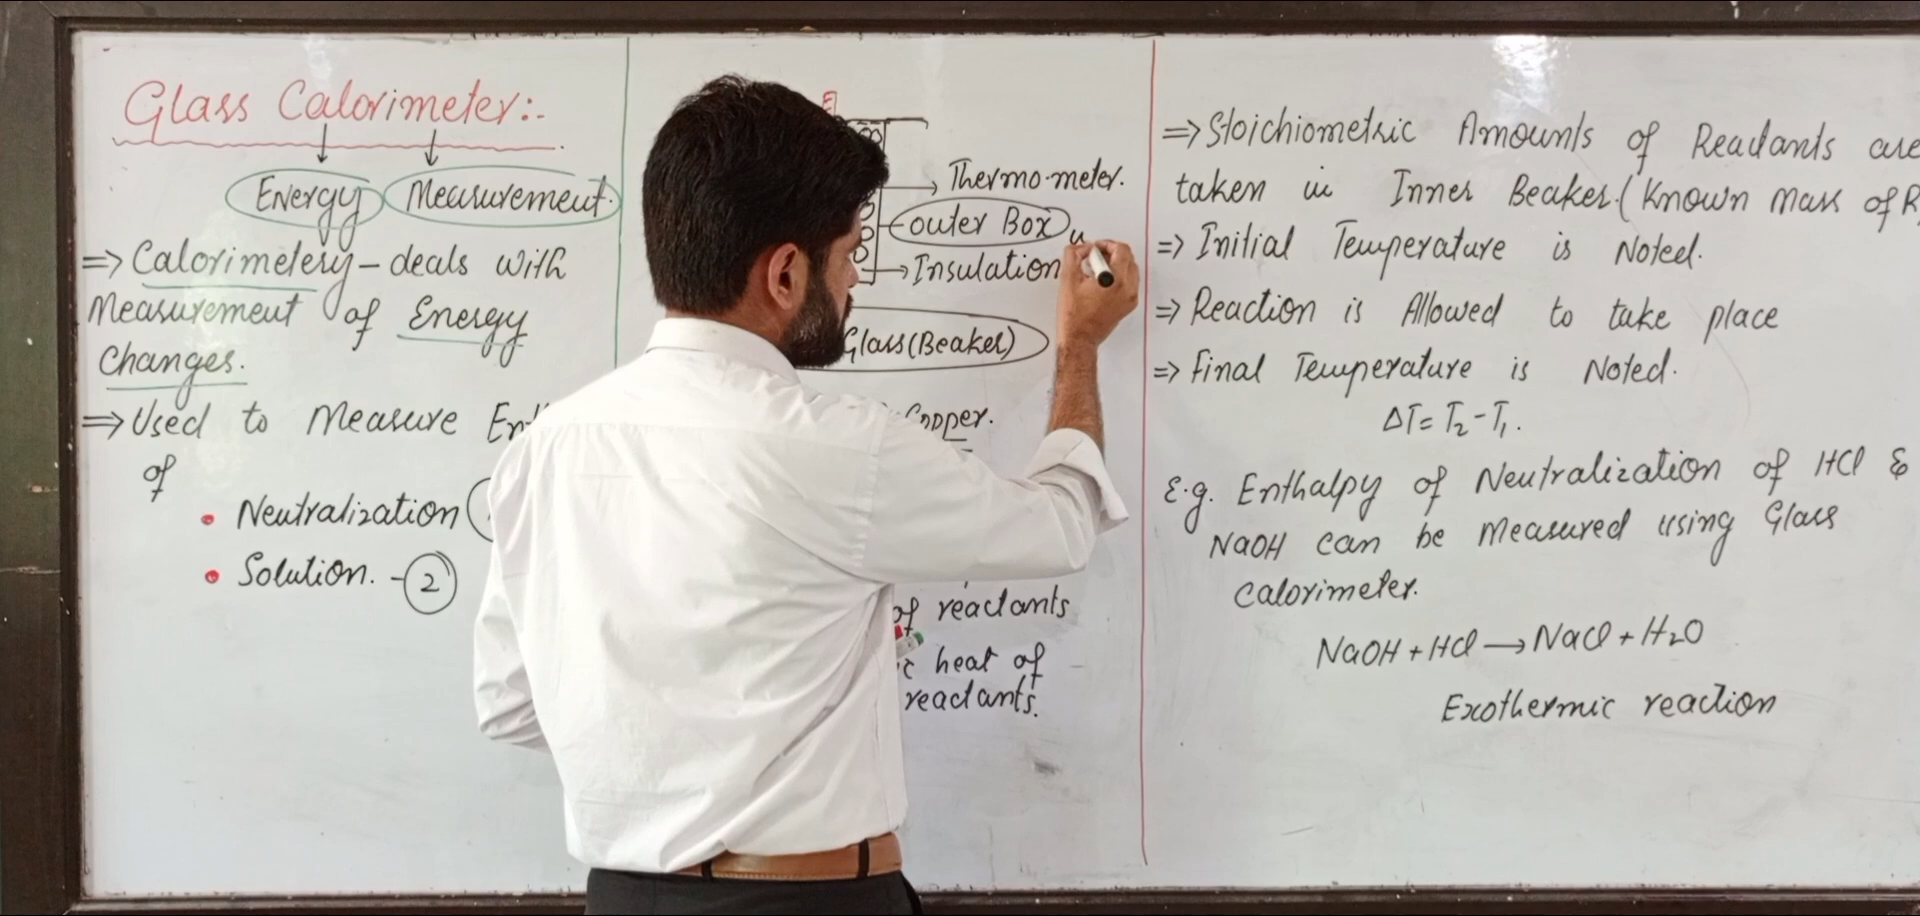 Glass Calorimeter:-
Energy Measurement.
⇒ Calorimetery - deals with
Measurement of Energy
Changes.
⇒ Used to Measure
of
• Neutralization
• Solution. - 2
E
→ Thermo-meter.
outer Box
→ Insulation
Glass (Beaker)
Copper.
of reactants
heat of
reactants.
⇒ Stoichiometric Amounts of Reactants are
taken in Inner Beaker. (Known Mass of R
⇒ Initial Temperature is Noted.
⇒ Reaction is Allowed to take place
⇒ Final Temperature is Noted.
ΔT = T₂ - T₁.
E.g. Enthalpy of Neutralization of HCl &
NaOH can be Measured using Glass
Calorimeter.
NaOH + HCl → NaCl + H₂O
Exothermic reaction